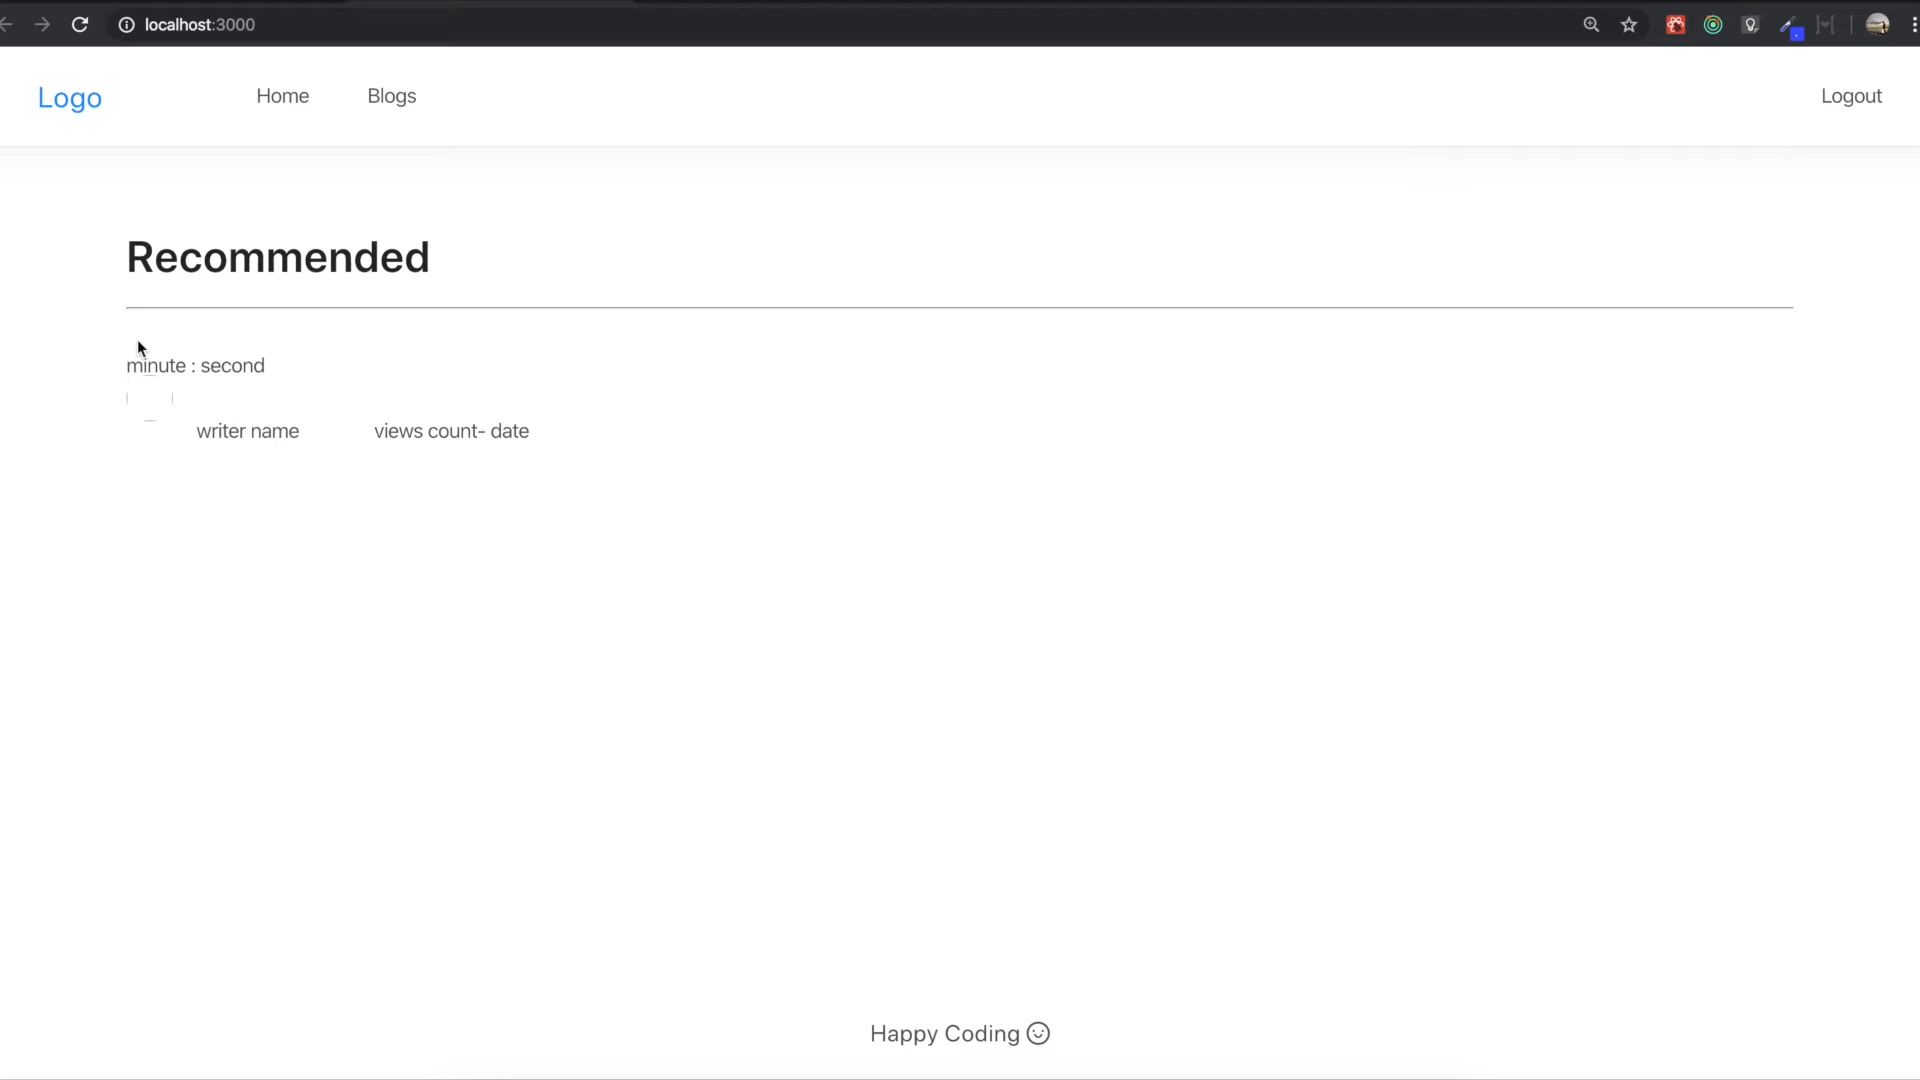 localhost:3000
Logo Home Blogs Logout
Recommended
minute : second
writer name views count- date
Happy Coding